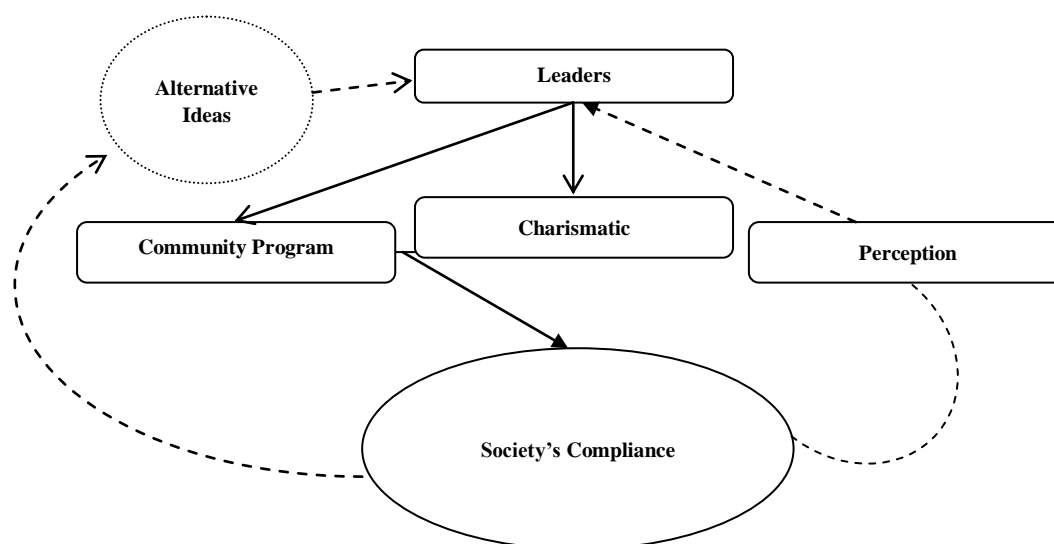 Alternative
Ideas
Leaders
Community Program
Charismatic
Perception
Society’s Compliance